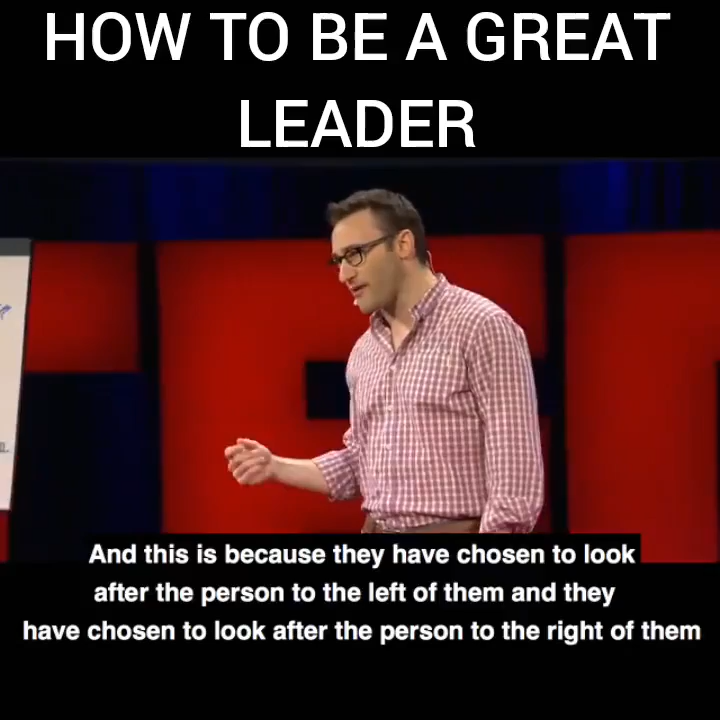 HOW TO BE A GREAT
LEADER
And this is because they have chosen to look
after the person to the left of them and they
have chosen to look after the person to the right of them